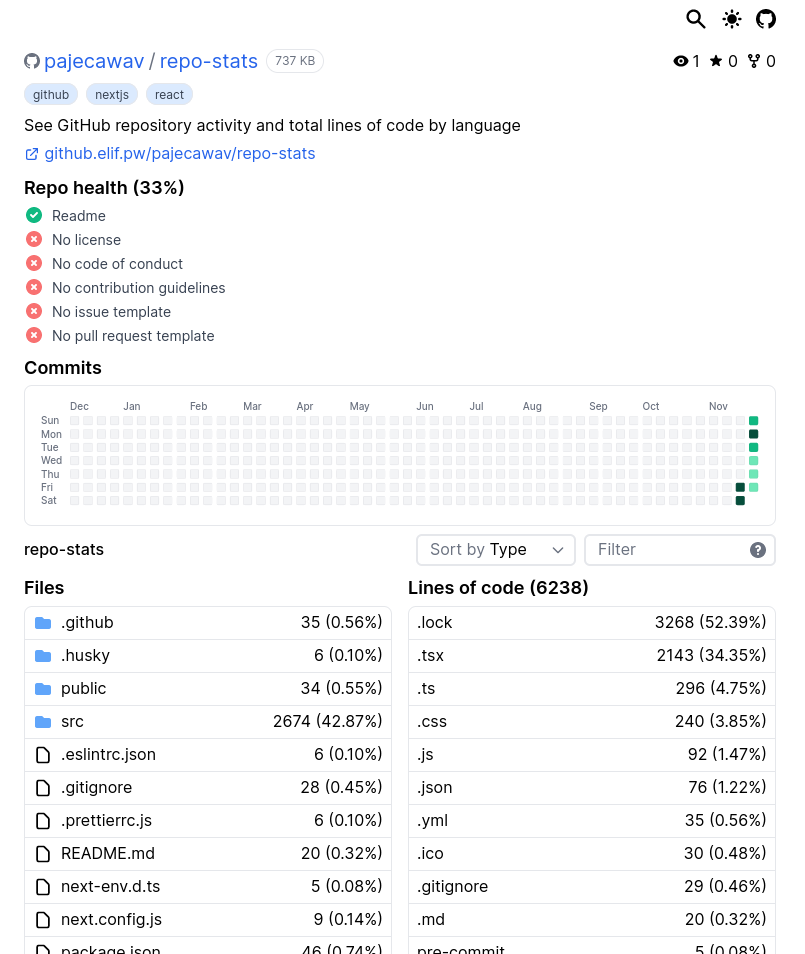 pajecawav / repo-stats 737 KB 1 0 0
github nextjs react
See GitHub repository activity and total lines of code by language
github.elif.pw/pajecawav/repo-stats
Repo health (33%)
Readme
No license
No code of conduct
No contribution guidelines
No issue template
No pull request template
Commits
Dec Jan Feb Mar Apr May Jun Jul Aug Sep Oct Nov
Sun
Mon
Tue
Wed
Thu
Fri
Sat
repo-stats Sort by Type Filter ?
Files
.github 35 (0.56%)
.husky 6 (0.10%)
public 34 (0.55%)
src 2674 (42.87%)
.eslintrc.json 6 (0.10%)
.gitignore 28 (0.45%)
.prettierrc.js 6 (0.10%)
README.md 20 (0.32%)
next-env.d.ts 5 (0.08%)
next.config.js 9 (0.14%)
package.json 46 (0.74%)
Lines of code (6238)
.lock 3268 (52.39%)
.tsx 2143 (34.35%)
.ts 296 (4.75%)
.css 240 (3.85%)
.js 92 (1.47%)
.json 76 (1.22%)
.yml 35 (0.56%)
.ico 30 (0.48%)
.gitignore 29 (0.46%)
.md 20 (0.32%)
pre-commit 5 (0.08%)